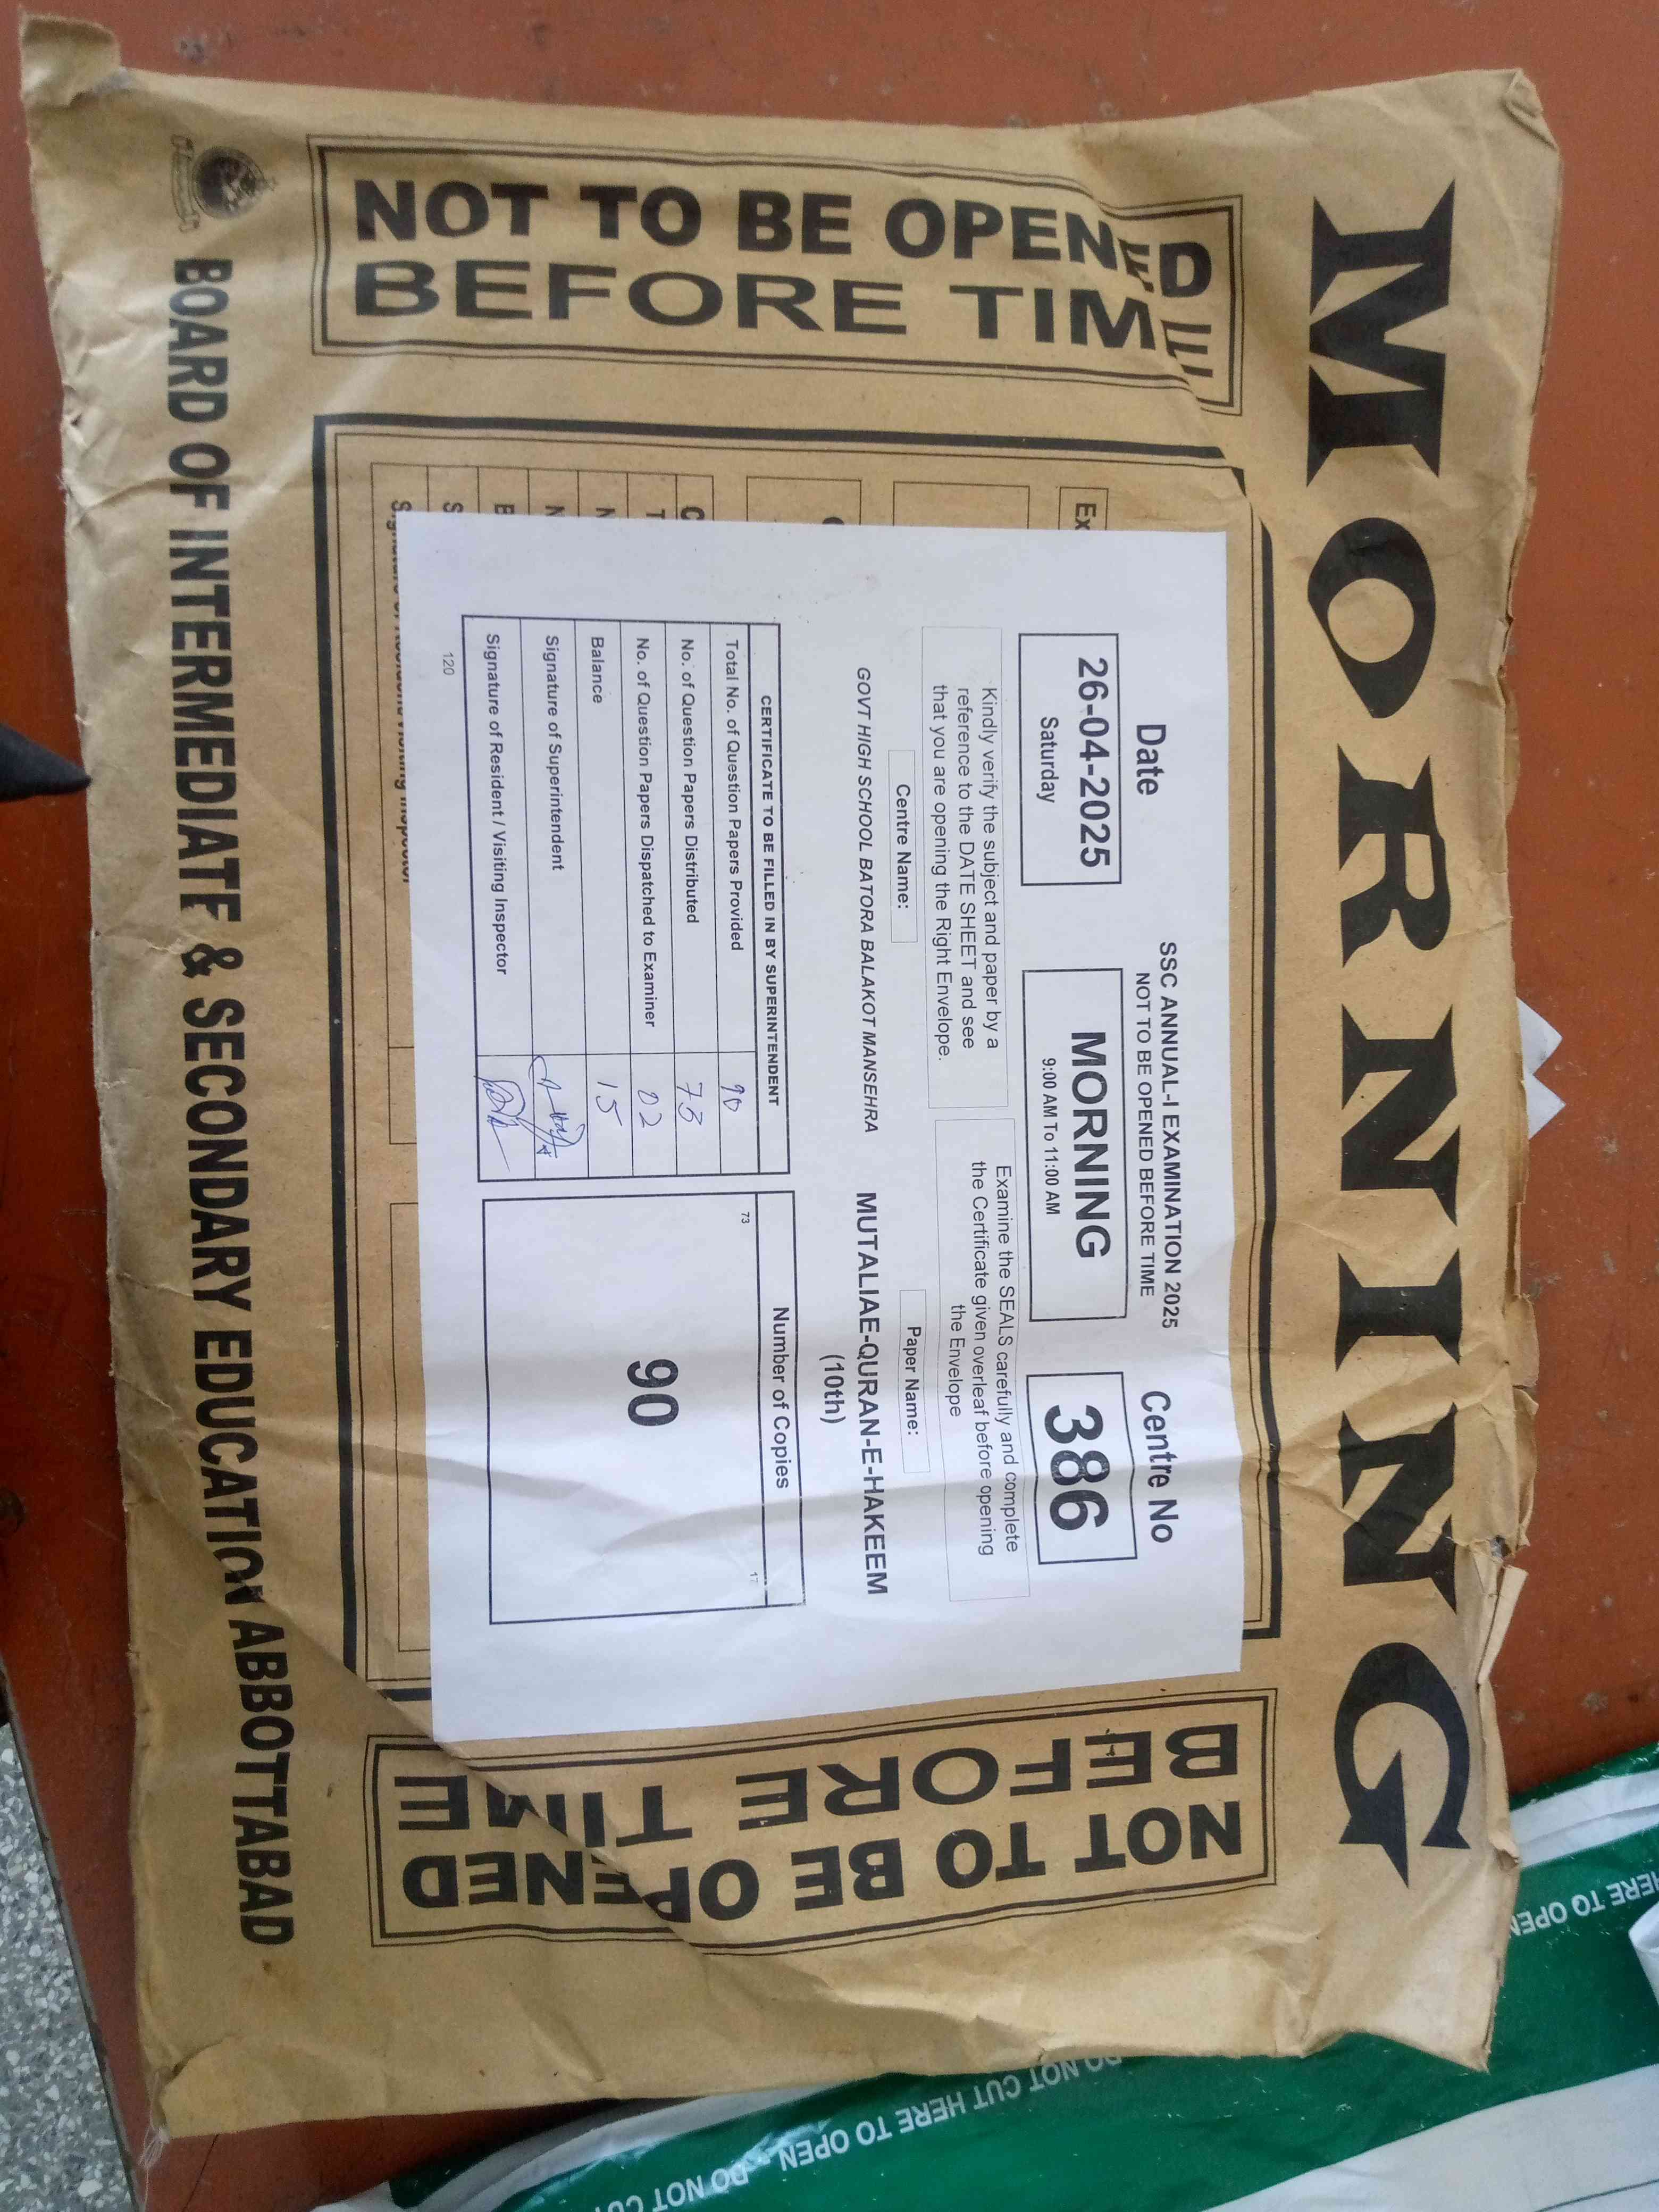 MORNING
NOT TO BE OPENED
BEFORE TIME
Ex
SSC ANNUAL-I EXAMINATION 2025
NOT TO BE OPENED BEFORE TIME
Date
Centre No
26-04-2025
Saturday
MORNING
9:00 AM To 11:00 AM
386
Kindly verify the subject and paper by a
reference to the DATE SHEET and see
that you are opening the Right Envelope.
Examine the SEALS carefully and complete
the Certificate given overleaf before opening
the Envelope
Centre Name:
Paper Name:
GOVT HIGH SCHOOL BATORA BALAKOT MANSEHRA
MUTALIAE-QURAN-E-HAKEEM
(10th)
CERTIFICATE TO BE FILLED IN BY SUPERINTENDENT
Total No. of Question Papers Provided 90
No. of Question Papers Distributed 73
No. of Question Papers Dispatched to Examiner 02
Balance 15
Signature of Superintendent
Signature of Resident / Visiting Inspector
120
Number of Copies
73
17
90
C
T
N
N
B
S
Visiting Inspector
NOT TO BE OPENED
BEFORE TIME
BOARD OF INTERMEDIATE & SECONDARY EDUCATION ABBOTTABAD
HERE TO OPEN
DO NOT CUT HERE TO OPEN - DO NOT CU